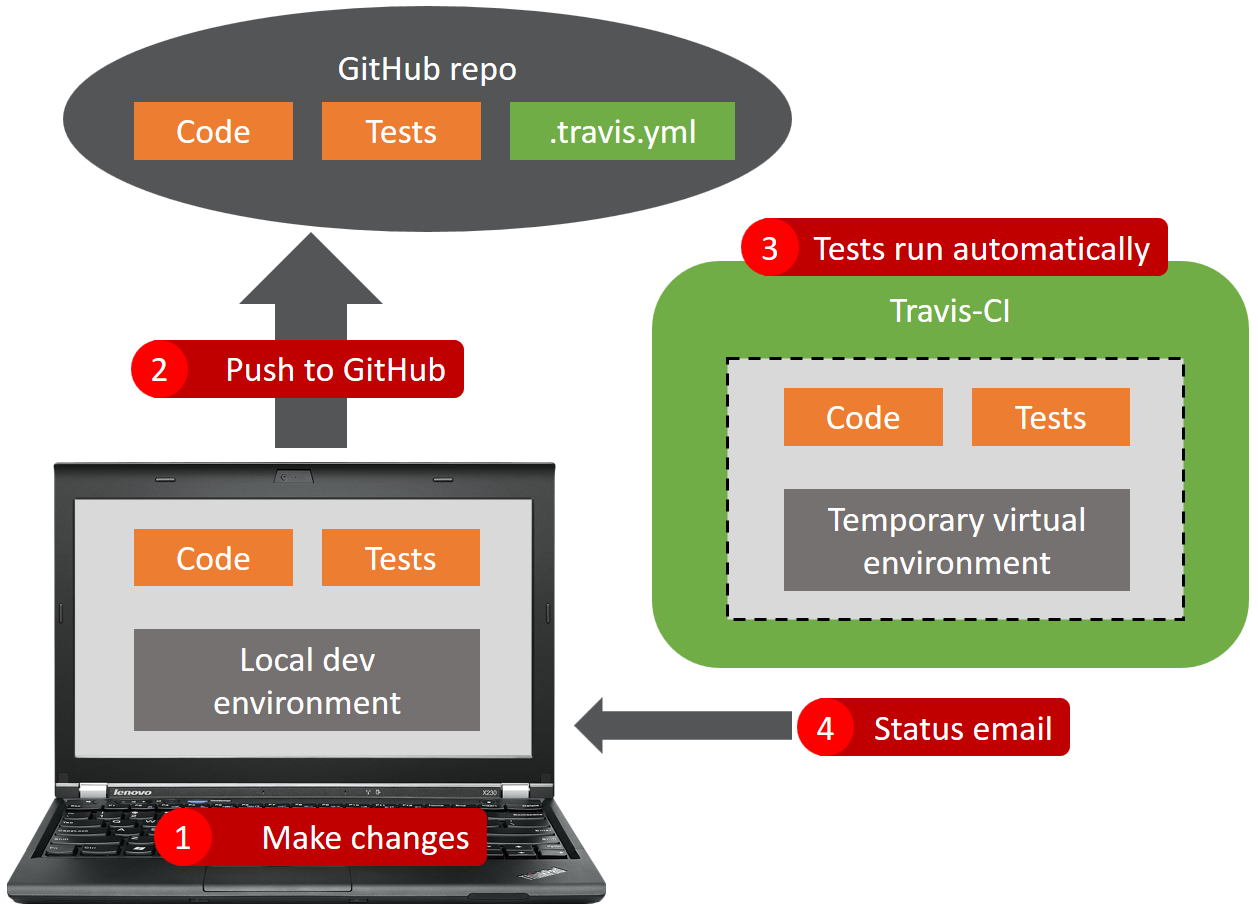 GitHub repo
Code
Tests
.travis.yml
3 Tests run automatically
Travis-CI
2 Push to GitHub
Code
Tests
Temporary virtual
environment
Code
Tests
Local dev
environment
4 Status email
lenovo
X230
1 Make changes
ThinkPad